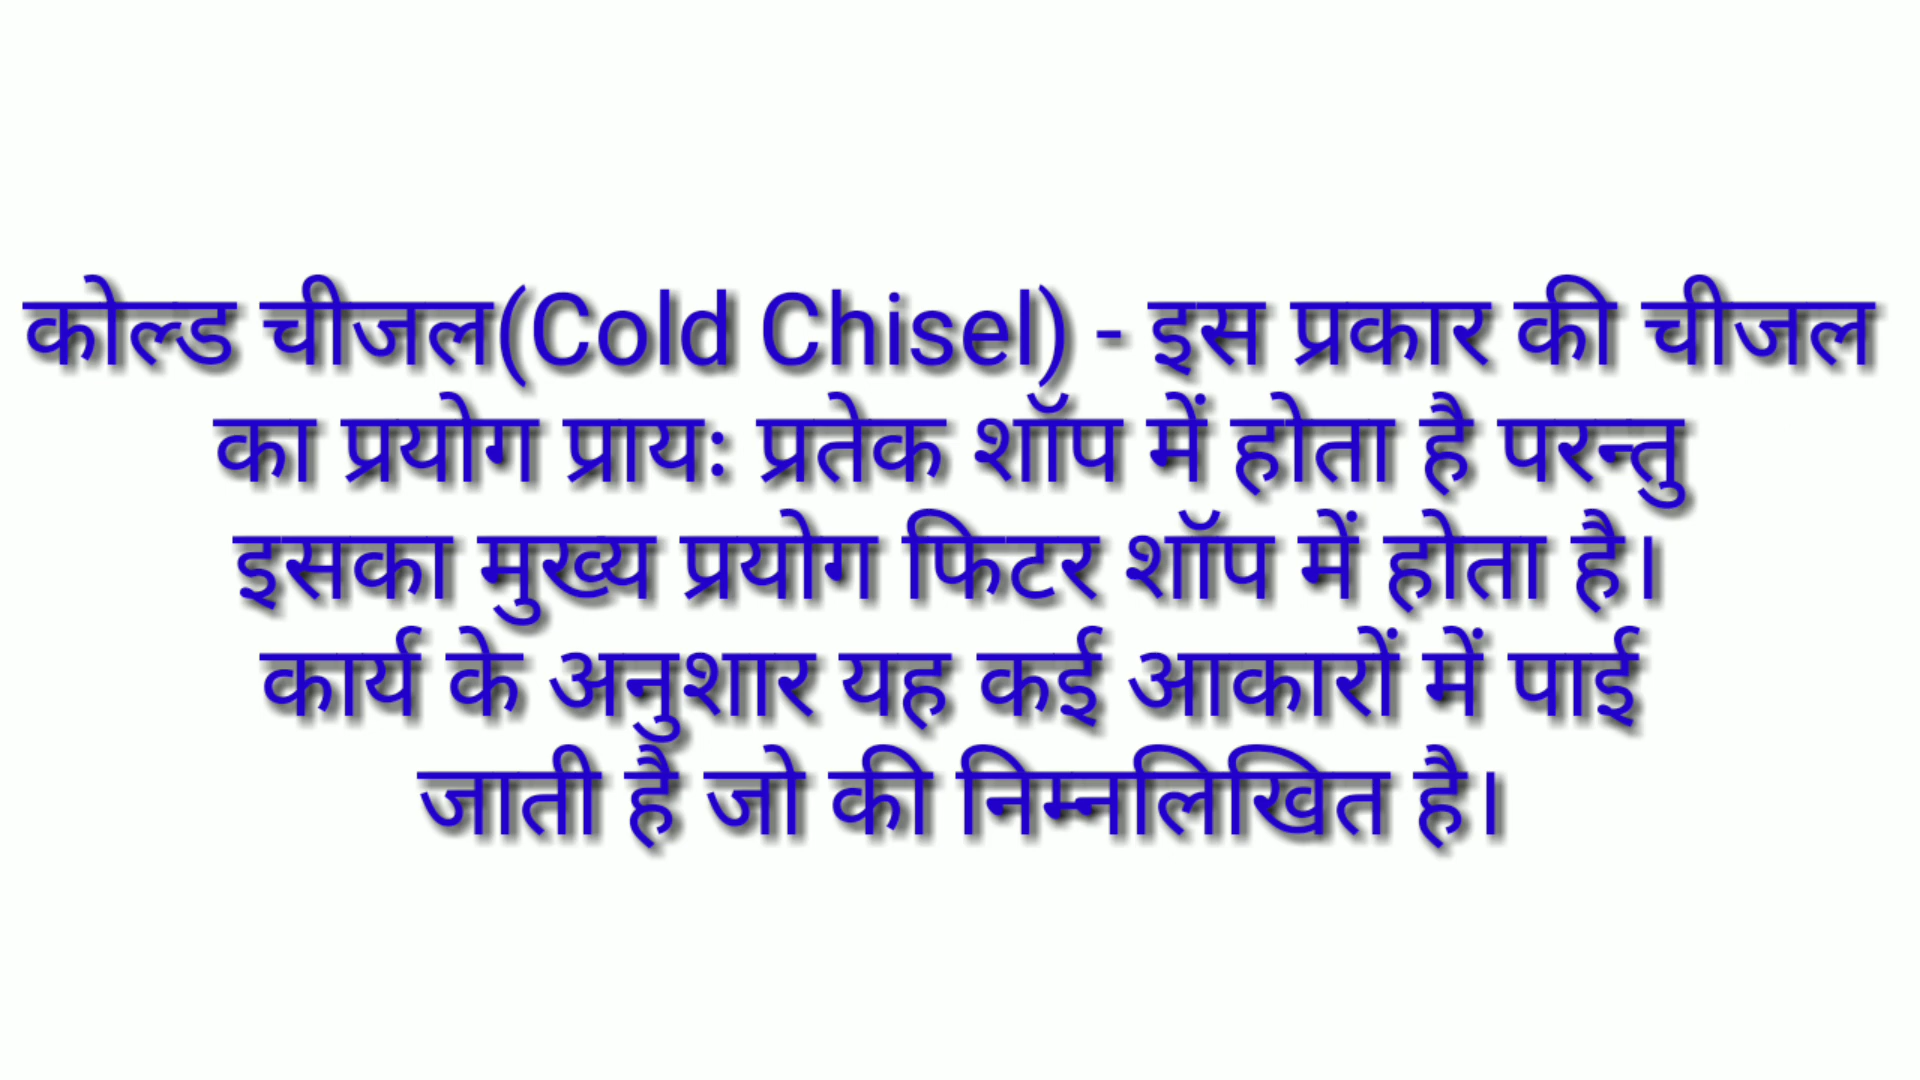 कोल्ड चीजल(Cold Chisel) - इस प्रकार की चीजल
का प्रयोग प्राय: प्रतेक शॉप में होता है परन्तु
इसका मुख्य प्रयोग फिटर शॉप में होता है।
कार्य के अनुशार यह कई आकारों में पाई
जाती है जो की निम्नलिखित है।